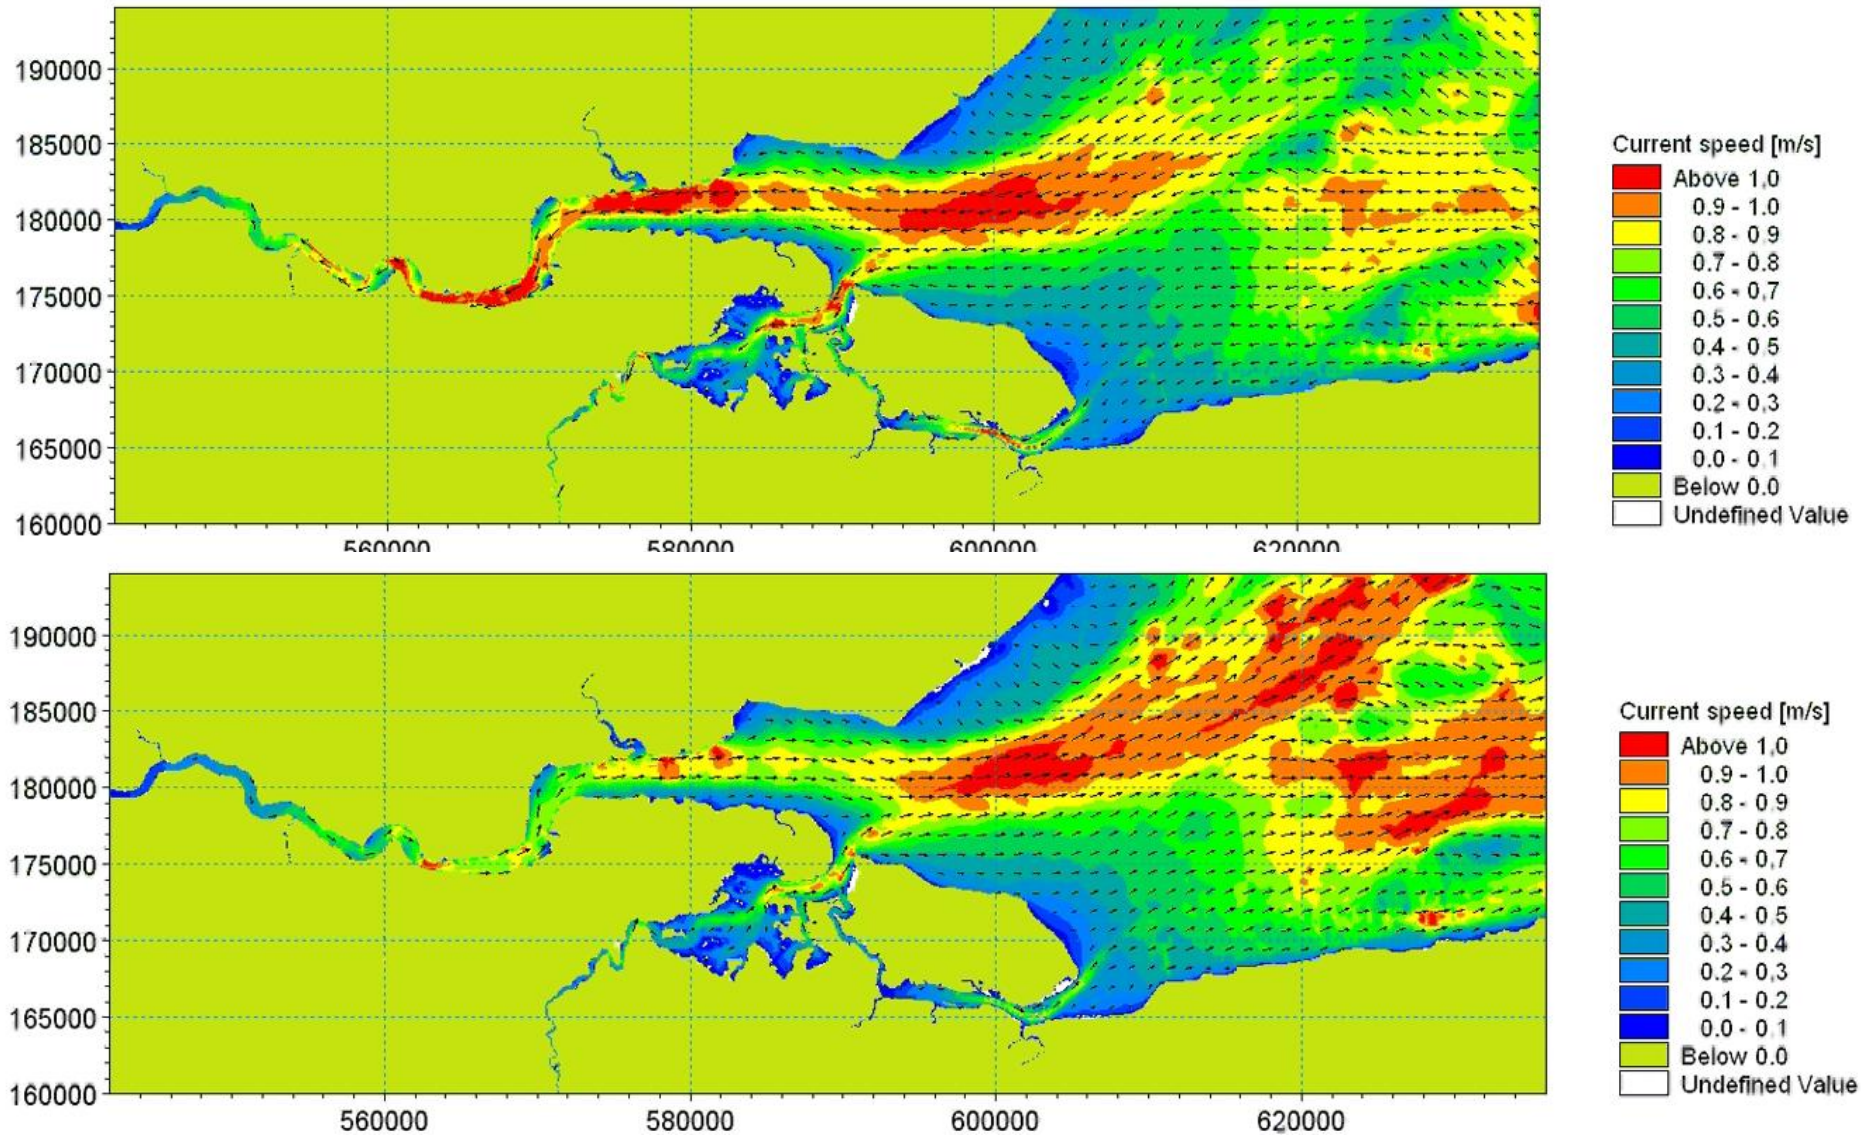 190000
185000
180000
175000
170000
165000
160000
560000
580000
600000
620000
Current speed [m/s]
Above 1.0
0.9 - 1.0
0.8 - 0.9
0.7 - 0.8
0.6 - 0.7
0.5 - 0.6
0.4 - 0.5
0.3 - 0.4
0.2 - 0.3
0.1 - 0.2
0.0 - 0.1
Below 0.0
Undefined Value
190000
185000
180000
175000
170000
165000
160000
560000
580000
600000
620000
Current speed [m/s]
Above 1.0
0.9 - 1.0
0.8 - 0.9
0.7 - 0.8
0.6 - 0.7
0.5 - 0.6
0.4 - 0.5
0.3 - 0.4
0.2 - 0.3
0.1 - 0.2
0.0 - 0.1
Below 0.0
Undefined Value